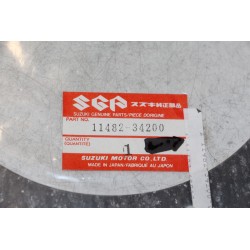 SGP スズキ純正部品
SUZUKI GENUINE PARTS/PIECE D'ORIGINE
PART NO.
11482-34200
QUANTITY
QUANTITE
1
SUZUKI MOTOR CO.,LTD.
MADE IN JAPAN/FABRIQUE AU JAPON